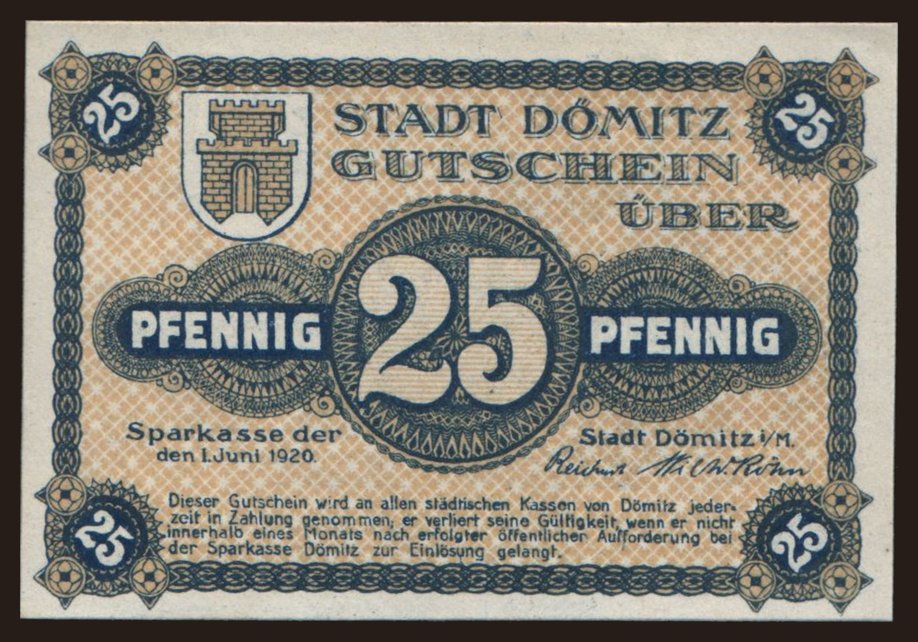 25
25
STADT DÖMITZ
GUTSCHEIN
ÜBER
PFENNIG 25 PFENNIG
Sparkasse der Stadt Dömitz i/M.
den 1. Juni 1920.
Dieser Gutschein wird an allen städtischen Kassen von Dömitz jeder-
zeit in Zahlung genommen; er verliert seine Gültigkeit, wenn er nicht
innerhalb eines Monats nach erfolgter öffentlicher Aufforderung bei
der Sparkasse Dömitz zur Einlösung gelangt.
25
25